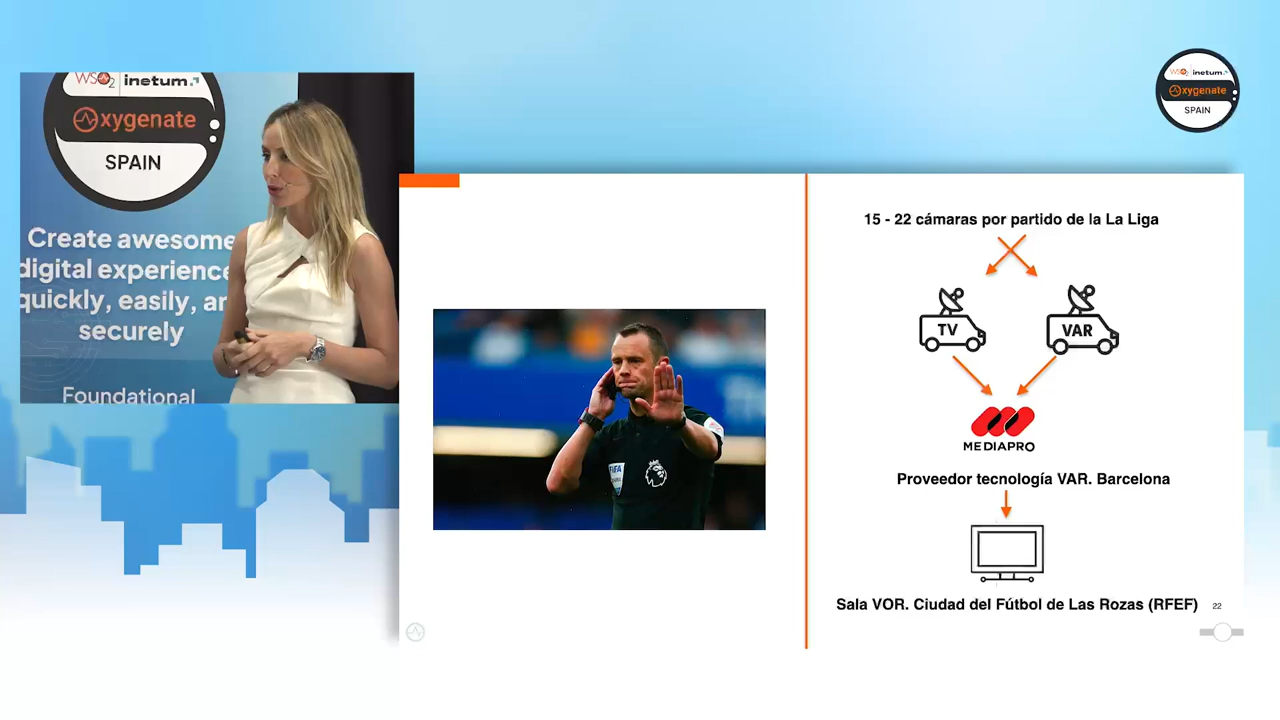 WSO2 inetum.
Oxygenate
SPAIN
Create awesome
digital experience
quickly, easily, an
securely
Foundational
WSO2 inetum.
Oxygenate
SPAIN
15 - 22 cámaras por partido de la La Liga
TV
VAR
MEDIAPRO
Proveedor tecnología VAR. Barcelona
Sala VOR. Ciudad del Fútbol de Las Rozas (RFEF)
22
FIFA